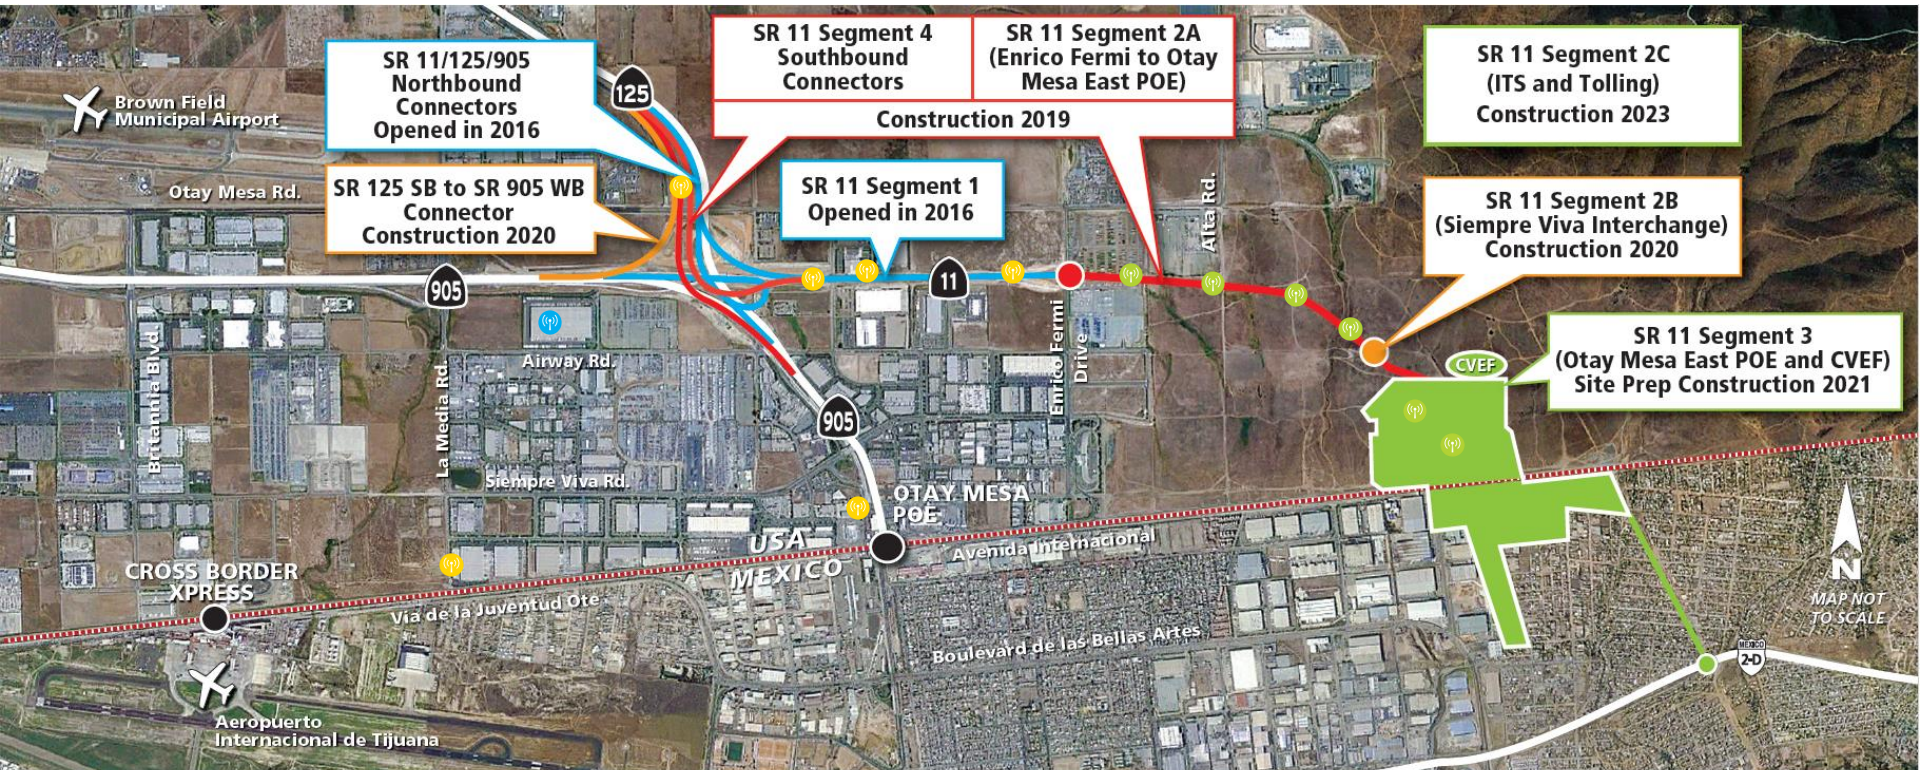 SR 11/125/905
Northbound
Connectors
Opened in 2016
125
SR 11 Segment 4
Southbound
Connectors
SR 11 Segment 2A
(Enrico Fermi to Otay
Mesa East POE)
Construction 2019
SR 11 Segment 2C
(ITS and Tolling)
Construction 2023
Brown Field
Municipal Airport
Otay Mesa Rd.
SR 125 SB to SR 905 WB
Connector
Construction 2020
SR 11 Segment 1
Opened in 2016
Alta Rd.
SR 11 Segment 2B
(Siempre Viva Interchange)
Construction 2020
905
11
Britannia Blvd.
La Media Rd.
Airway Rd.
Enrico Fermi
Drive
CVEF
SR 11 Segment 3
(Otay Mesa East POE and CVEF)
Site Prep Construction 2021
905
Siempre Viva Rd.
OTAY MESA
POE
USA
MEXICO
Avenida Internacional
CROSS BORDER
XPRESS
Via de la Juventud Ote
Boulevard de las Bellas Artes
N
MAP NOT
TO SCALE
MEXICO
2-D
Aeropuerto
Internacional de Tijuana